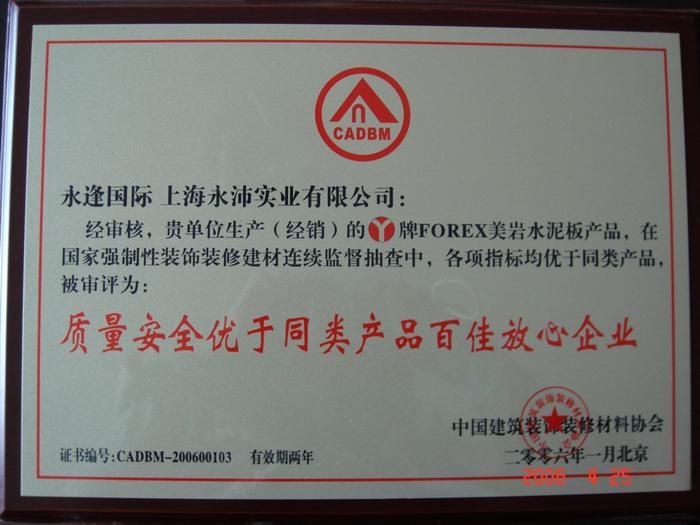 CADBM
永逢国际 上海永沛实业有限公司：
经审核，贵单位生产（经销）的Y牌FOREX美岩水泥板产品，在
国家强制性装饰装修建材连续监督抽查中，各项指标均优于同类产品，
被审评为：
质量安全优于同类产品百佳放心企业
中国建筑装饰装修材料协会
证书编号：CADBM-200600103 有效期两年
二〇〇六年一月北京